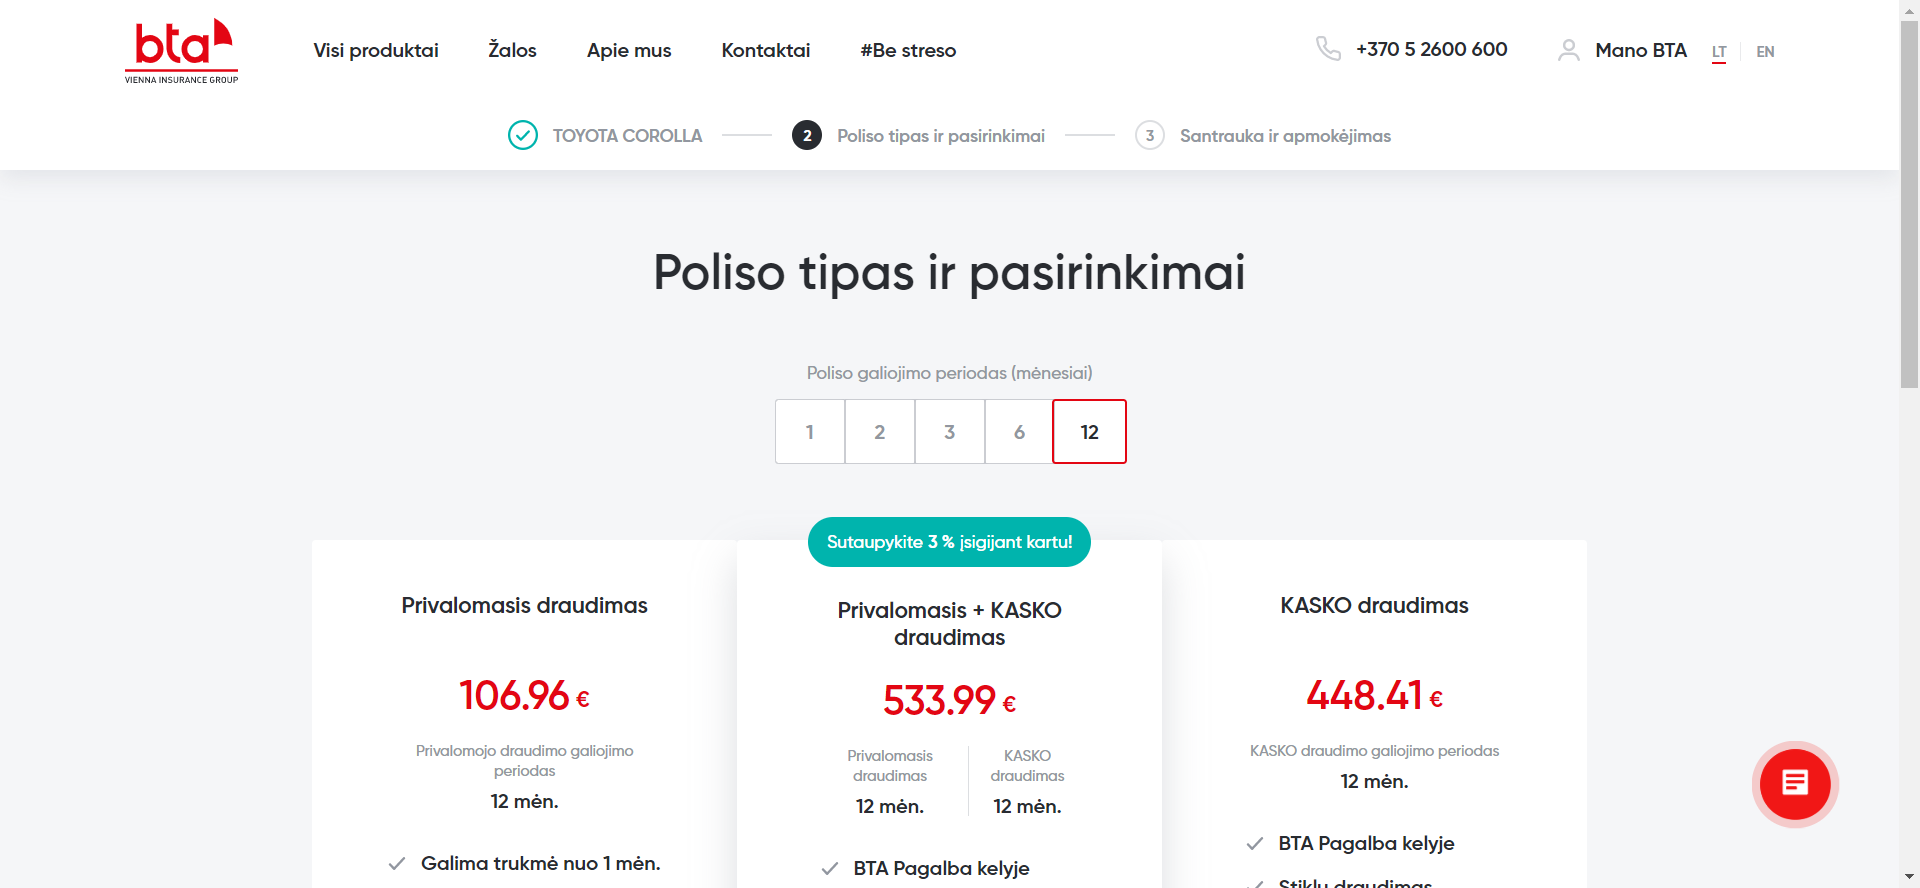 bta
VIENNA INSURANCE GROUP
Visi produktai
Žalos
Apie mus
Kontaktai
#Be streso
+370 5 2600 600
Mano BTA
LT
EN
TOYOTA COROLLA
2
Poliso tipas ir pasirinkimai
3
Santrauka ir apmokėjimas
Poliso tipas ir pasirinkimai
Poliso galiojimo periodas (mėnesiai)
1
2
3
6
12
Privalomasis draudimas
106.96 €
Privalomojo draudimo galiojimo
periodas
12 mėn.
Galima trukmė nuo 1 mėn.
Sutaupykite 3 % įsigijant kartu!
Privalomasis + KASKO
draudimas
533.99 €
Privalomasis
draudimas
12 mėn.
KASKO
draudimas
12 mėn.
BTA Pagalba kelyje
KASKO draudimas
448.41 €
KASKO draudimo galiojimo periodas
12 mėn.
BTA Pagalba kelyje
Stiklų draudimas